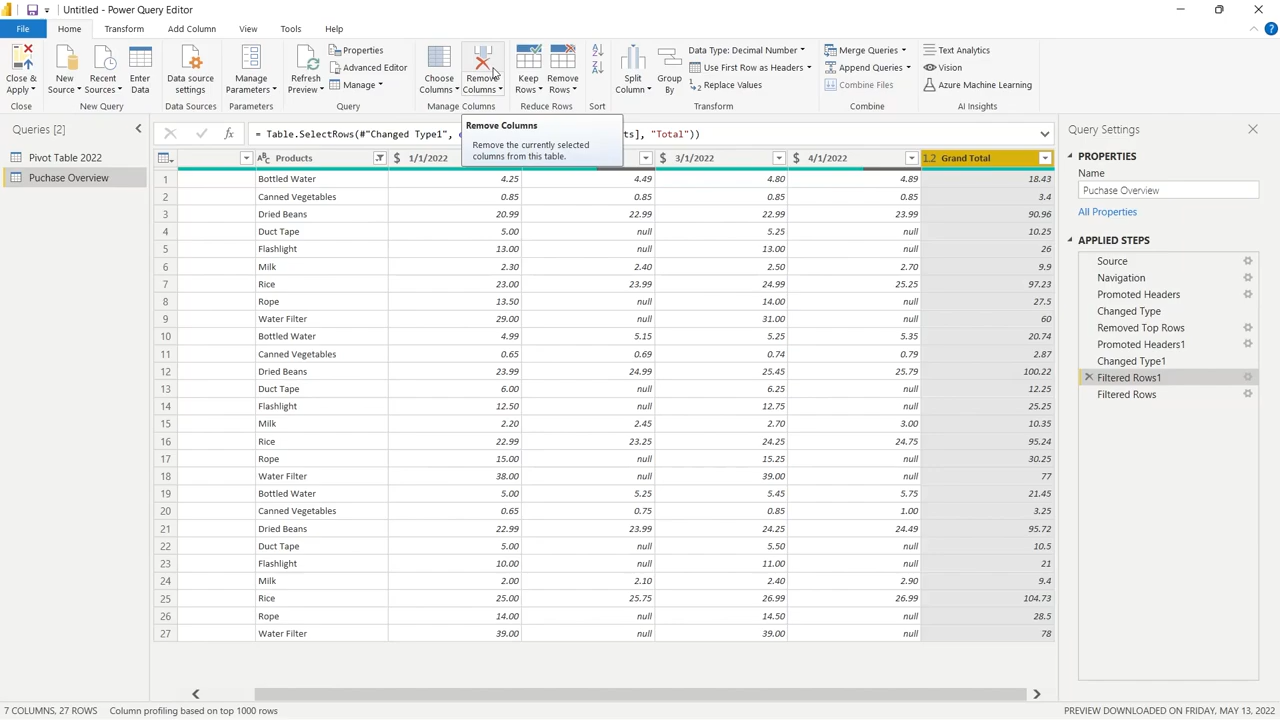 Untitled - Power Query Editor
File Home Transform Add Column View Tools Help
Close & Apply
New Source
Recent Sources
Enter Data
Data source settings
Manage Parameters
Refresh Preview
Properties
Advanced Editor
Manage
Choose Columns
Remove Columns
Keep Rows
Remove Rows
Split Column
Group By
Data Type: Decimal Number
Use First Row as Headers
Replace Values
Merge Queries
Append Queries
Combine Files
Text Analytics
Vision
Azure Machine Learning
Close New Query Data Sources Parameters Query Manage Columns Reduce Rows Sort Transform Combine AI Insights
Remove Columns
Remove the currently selected
columns from this table.
Queries [2]
Pivot Table 2022
Puchase Overview
= Table.SelectRows(#"Changed Type1", ts], "Total"))
Products $ 1/1/2022 $ 3/1/2022 $ 4/1/2022 1.2 Grand Total
1 Bottled Water 4.25 4.49 4.80 4.89 18.43
2 Canned Vegetables 0.85 0.85 0.85 0.85 3.4
3 Dried Beans 20.99 22.99 22.99 23.99 90.96
4 Duct Tape 5.00 null 5.25 null 10.25
5 Flashlight 13.00 null 13.00 null 26
6 Milk 2.30 2.40 2.50 2.70 9.9
7 Rice 23.00 23.99 24.99 25.25 97.23
8 Rope 13.50 null 14.00 null 27.5
9 Water Filter 29.00 null 31.00 null 60
10 Bottled Water 4.99 5.15 5.25 5.35 20.74
11 Canned Vegetables 0.65 0.69 0.74 0.79 2.87
12 Dried Beans 23.99 24.99 25.45 25.79 100.22
13 Duct Tape 6.00 null 6.25 null 12.25
14 Flashlight 12.50 null 12.75 null 25.25
15 Milk 2.20 2.45 2.70 3.00 10.35
16 Rice 22.99 23.25 24.25 24.75 95.24
17 Rope 15.00 null 15.25 null 30.25
18 Water Filter 38.00 null 39.00 null 77
19 Bottled Water 5.00 5.25 5.45 5.75 21.45
20 Canned Vegetables 0.65 0.75 0.85 1.00 3.25
21 Dried Beans 22.99 23.99 24.25 24.49 95.72
22 Duct Tape 5.00 null 5.50 null 10.5
23 Flashlight 10.00 null 11.00 null 21
24 Milk 2.00 2.10 2.40 2.90 9.4
25 Rice 25.00 25.75 26.99 26.99 104.73
26 Rope 14.00 null 14.50 null 28.5
27 Water Filter 39.00 null 39.00 null 78
Query Settings
PROPERTIES
Name
Puchase Overview
All Properties
APPLIED STEPS
Source
Navigation
Promoted Headers
Changed Type
Removed Top Rows
Promoted Headers1
Changed Type1
Filtered Rows1
Filtered Rows
7 COLUMNS, 27 ROWS Column profiling based on top 1000 rows PREVIEW DOWNLOADED ON FRIDAY, MAY 13, 2022